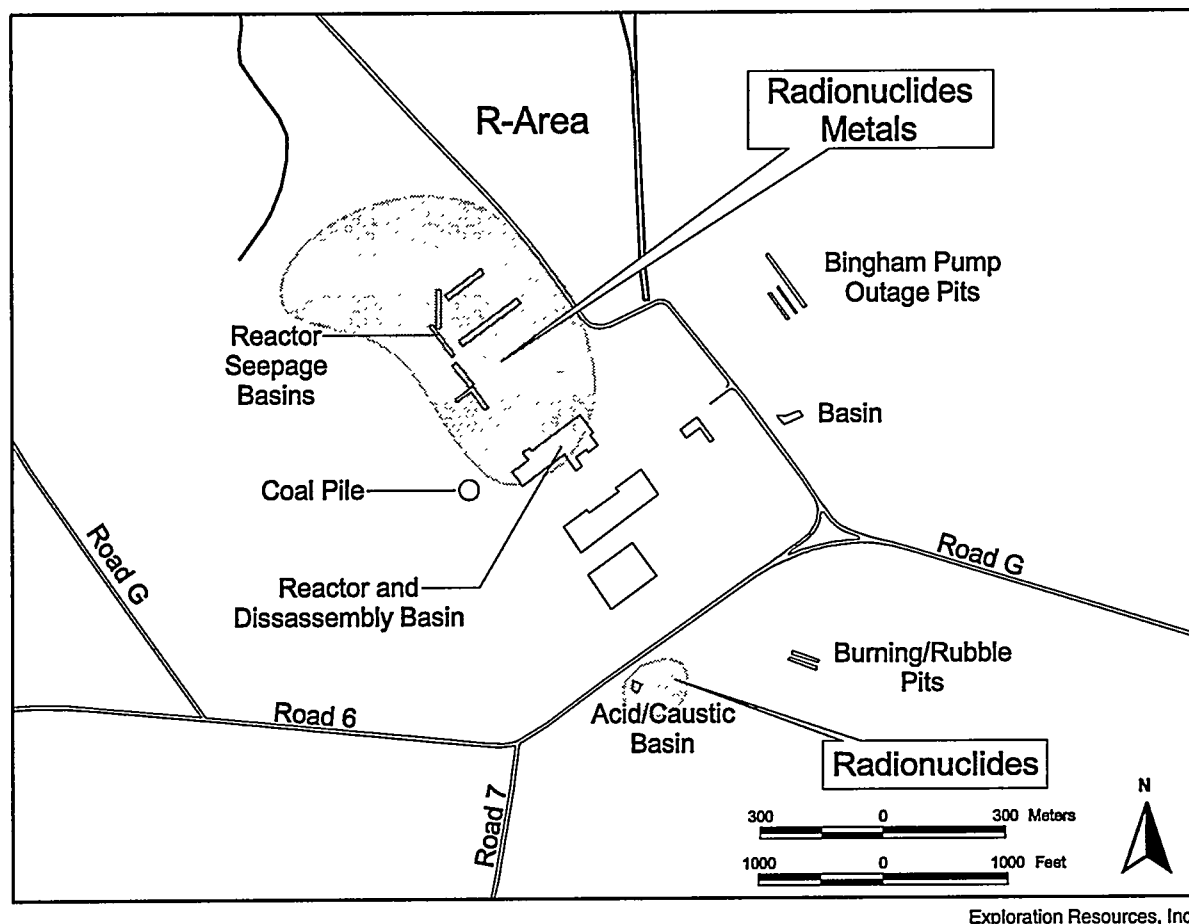 Radionuclides
Metals
R-Area
Bingham Pump
Outage Pits
Reactor
Seepage
Basins
Basin
Coal Pile
Road G
Road G
Reactor and
Dissassembly Basin
Burning/Rubble
Pits
Road 6
Acid/Caustic
Basin
Radionuclides
Road 7
N
300 0 300 Meters
1000 0 1000 Feet
Exploration Resources, Inc